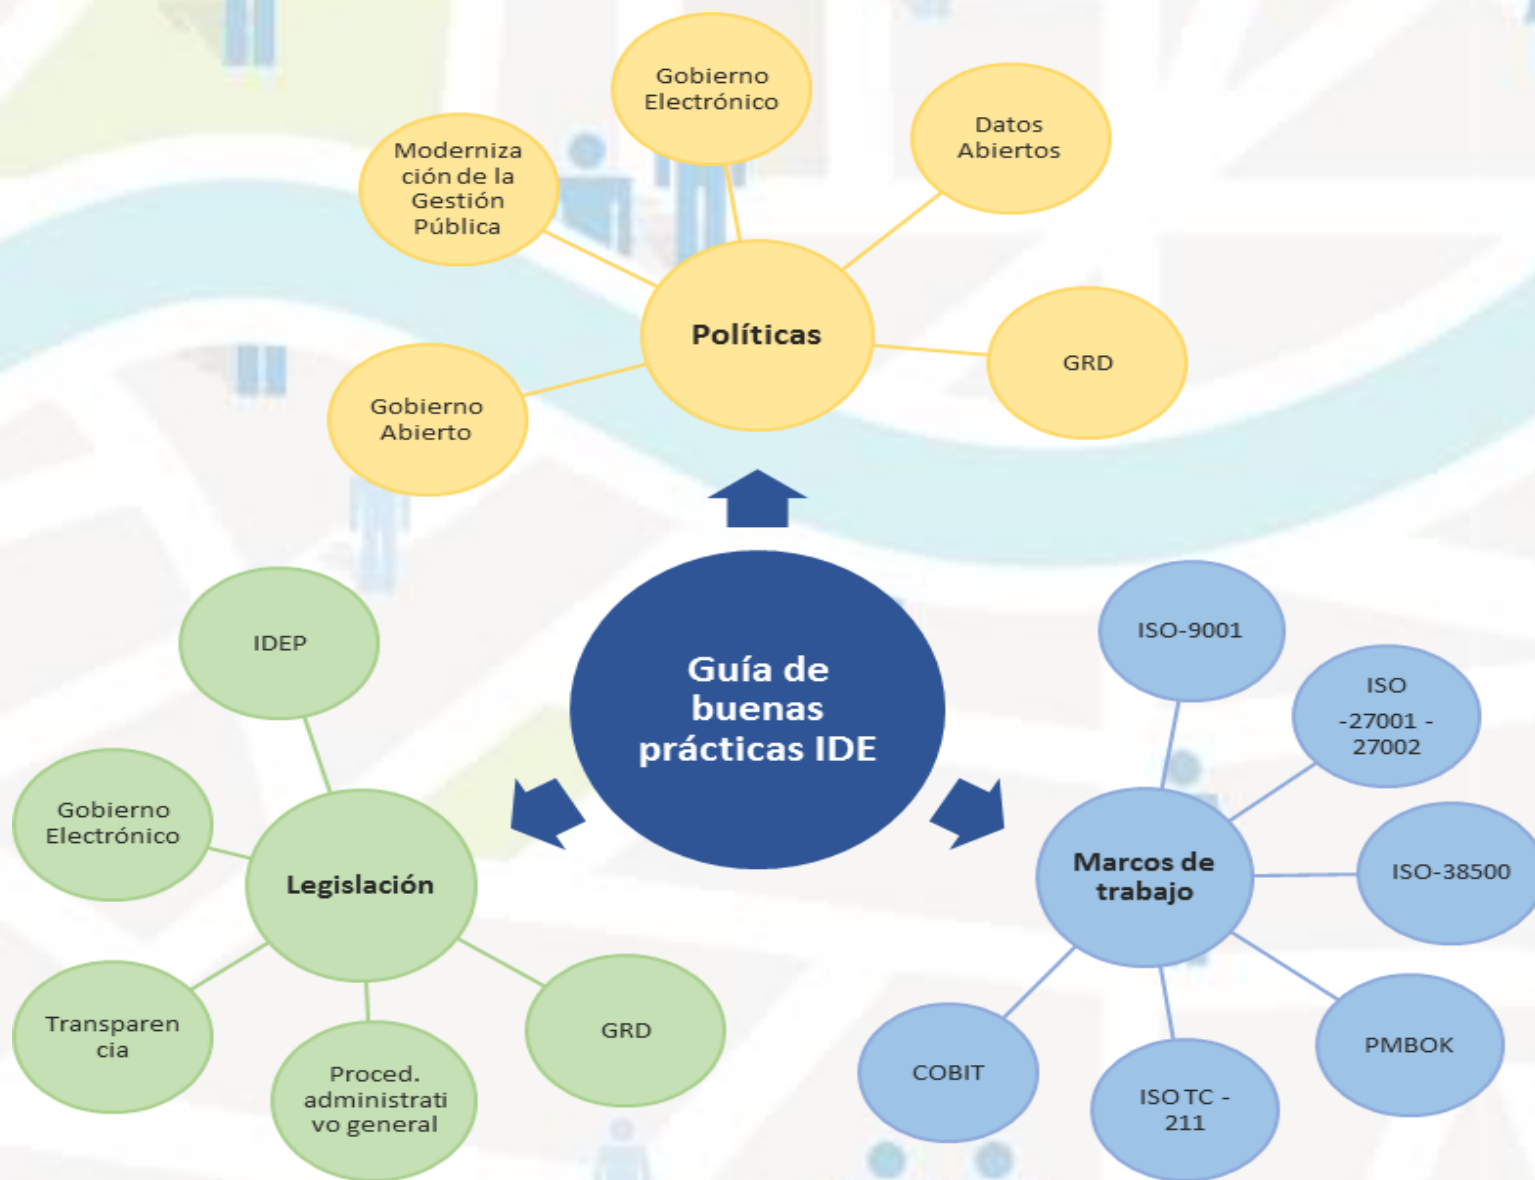 Gobierno
Electrónico
Datos
Abiertos
Moderniza
ción de la
Gestión
Pública
Políticas
GRD
Gobierno
Abierto
Guía de
buenas
prácticas IDE
IDEP
Gobierno
Electrónico
Legislación
Transparen
cia
Proced.
administrati
vo general
GRD
ISO-9001
ISO
-27001 -
27002
Marcos de
trabajo
ISO-38500
PMBOK
ISO TC -
211
COBIT